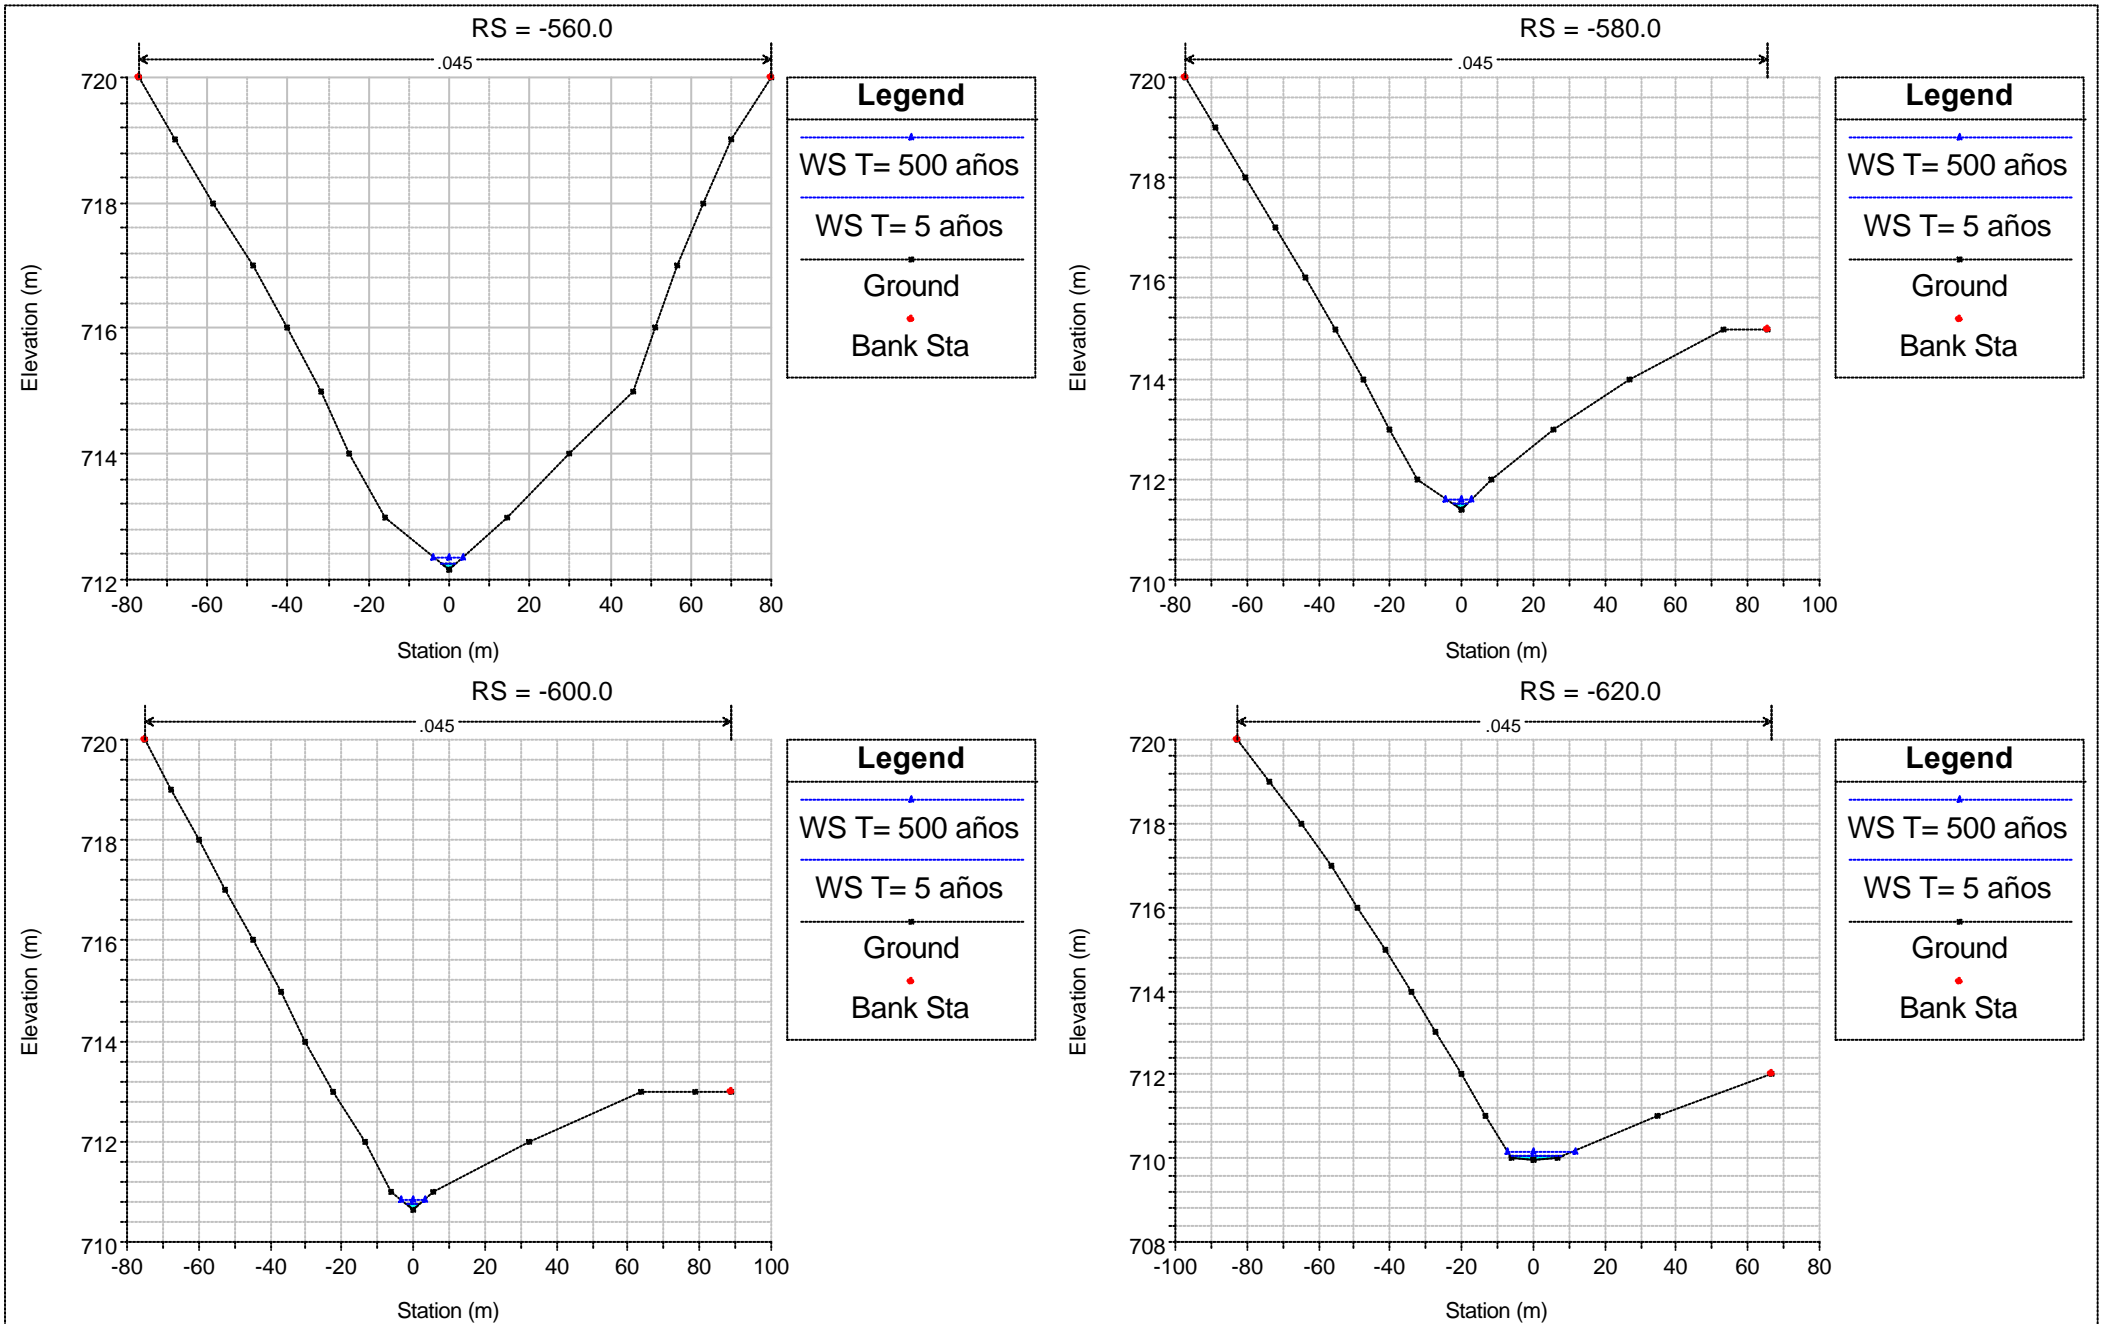 RS = -560.0
.045
720
718
716
714
712
Elevation (m)
-80
-60
-40
-20
0
20
40
60
80
Station (m)
Legend
WS T= 500 años
WS T= 5 años
Ground
Bank Sta
RS = -580.0
.045
720
718
716
714
712
710
Elevation (m)
-80
-60
-40
-20
0
20
40
60
80
100
Station (m)
Legend
WS T= 500 años
WS T= 5 años
Ground
Bank Sta
RS = -600.0
.045
720
718
716
714
712
710
Elevation (m)
-80
-60
-40
-20
0
20
40
60
80
100
Station (m)
Legend
WS T= 500 años
WS T= 5 años
Ground
Bank Sta
RS = -620.0
.045
720
718
716
714
712
710
708
Elevation (m)
-100
-80
-60
-40
-20
0
20
40
60
80
Station (m)
Legend
WS T= 500 años
WS T= 5 años
Ground
Bank Sta